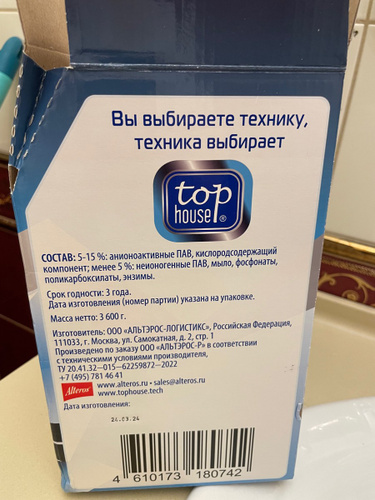 Вы выбираете технику,
техника выбирает
top
house®
СОСТАВ: 5-15 %: анионоактивные ПАВ, кислородсодержащий
компонент; менее 5 %: неионогенные ПАВ, мыло, фосфонаты,
поликарбоксилаты, энзимы.
Срок годности: 3 года.
Дата изготовления (номер партии) указана на упаковке.
Масса нетто: 3 600 г.
Изготовитель: ООО «АЛЬТЭРОС-ЛОГИСТИКС», Российская Федерация,
111033, г. Москва, ул. Самокатная, д. 2, стр. 1
Произведено по заказу ООО «АЛЬТЭРОС-Р» в соответствии
с техническими условиями производителя,
ТУ 20.41.32–015–62259872–2022
+7 (495) 781 46 41
Alteros®
www.alteros.ru • sales@alteros.ru
www.tophouse.tech
Дата изготовления:
24.03.24
4 610173 180742